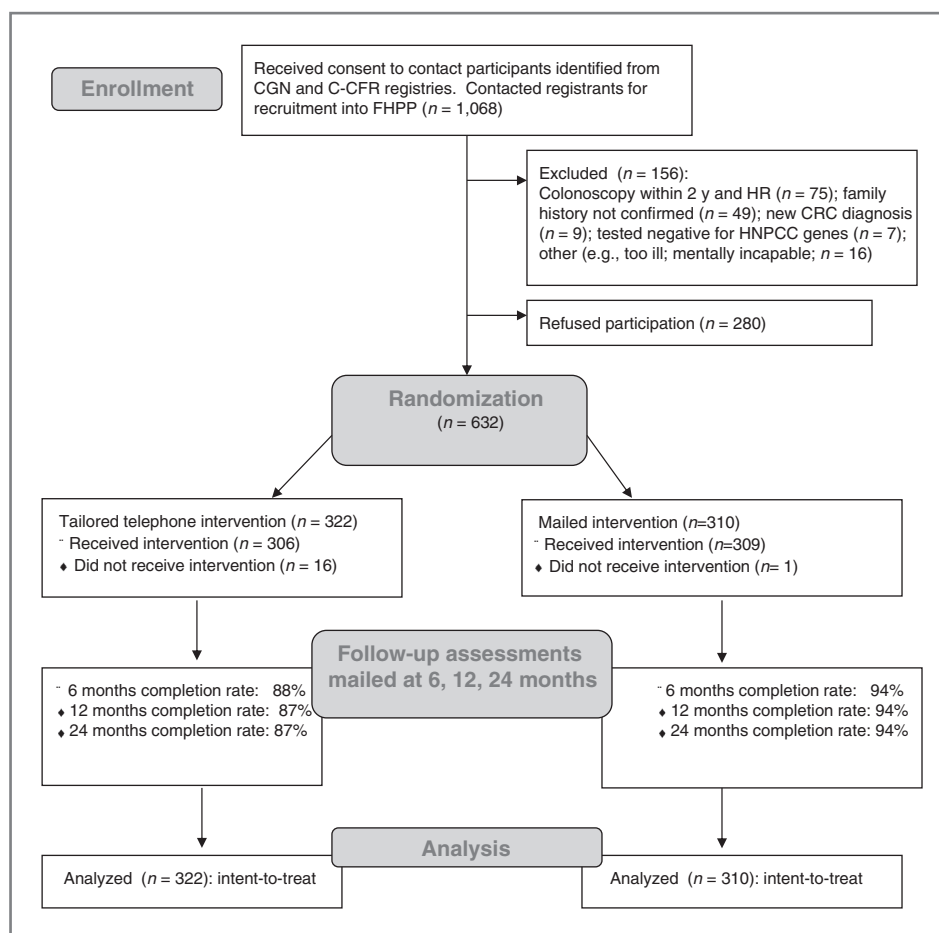 Enrollment
Received consent to contact participants identified from
CGN and C-CFR registries. Contacted registrants for
recruitment into FHPP (n = 1,068)
Excluded (n = 156):
Colonoscopy within 2 y and HR (n = 75); family
history not confirmed (n = 49); new CRC diagnosis
(n = 9); tested negative for HNPCC genes (n = 7);
other (e.g., too ill; mentally incapable; n = 16)
Refused participation (n = 280)
Randomization
(n = 632)
Tailored telephone intervention (n = 322)
¨ Received intervention (n = 306)
♦ Did not receive intervention (n = 16)
Mailed intervention (n=310)
¨ Received intervention (n=309)
♦ Did not receive intervention (n= 1)
Follow-up assessments
mailed at 6, 12, 24 months
¨ 6 months completion rate: 88%
♦ 12 months completion rate: 87%
♦ 24 months completion rate: 87%
¨ 6 months completion rate: 94%
♦ 12 months completion rate: 94%
♦ 24 months completion rate: 94%
Analysis
Analyzed (n = 322): intent-to-treat
Analyzed (n = 310): intent-to-treat